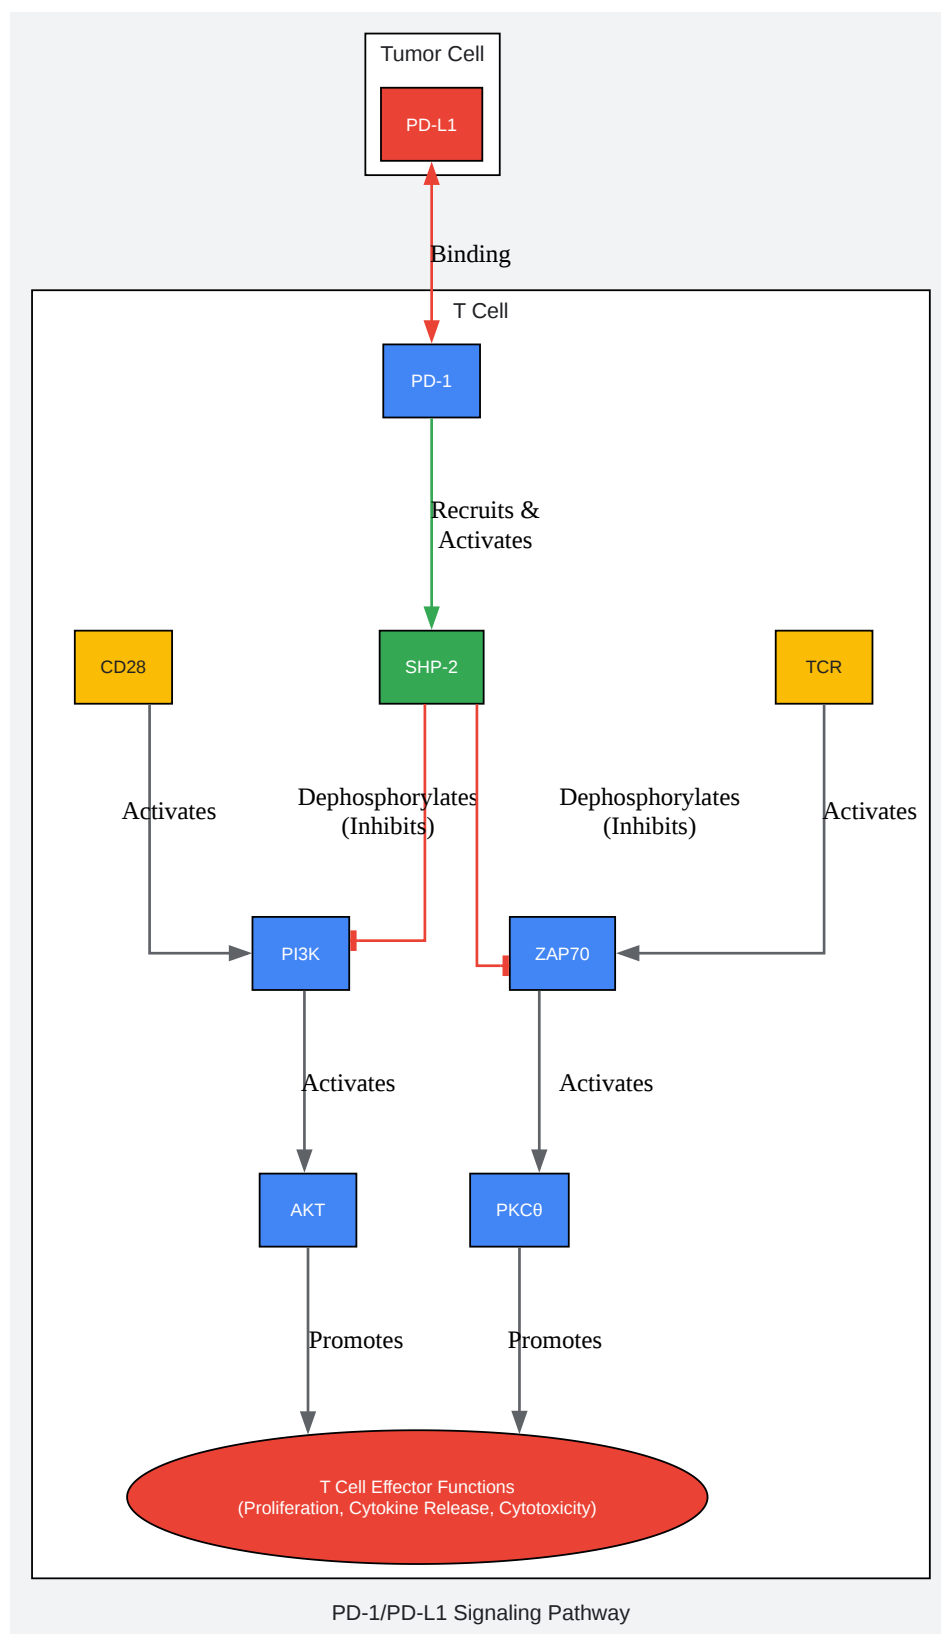 Tumor Cell
PD-L1
Binding
T Cell
PD-1
Recruits &
Activates
CD28
SHP-2
TCR
Activates
Dephosphorylates
(Inhibits)
Dephosphorylates
(Inhibits)
Activates
PI3K
ZAP70
Activates
Activates
AKT
PKCθ
Promotes
Promotes
T Cell Effector Functions
(Proliferation, Cytokine Release, Cytotoxicity)
PD-1/PD-L1 Signaling Pathway